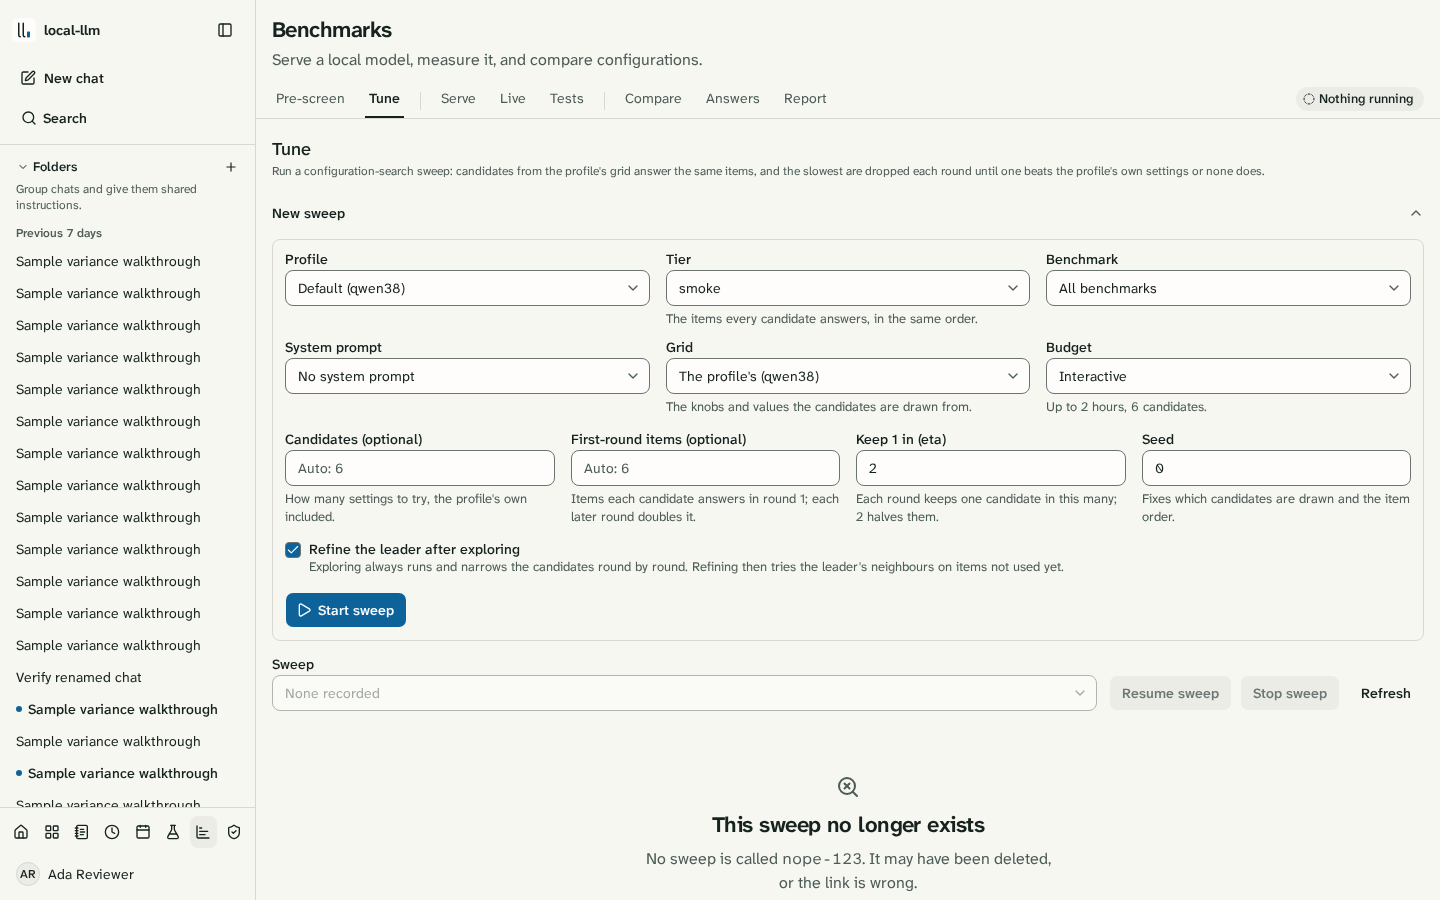 local-llm
New chat
Search
Folders
Group chats and give them shared
instructions.
Previous 7 days
Sample variance walkthrough
Sample variance walkthrough
Sample variance walkthrough
Sample variance walkthrough
Sample variance walkthrough
Sample variance walkthrough
Sample variance walkthrough
Sample variance walkthrough
Sample variance walkthrough
Sample variance walkthrough
Sample variance walkthrough
Sample variance walkthrough
Sample variance walkthrough
Verify renamed chat
Sample variance walkthrough
Sample variance walkthrough
Sample variance walkthrough
Sample variance walkthrough
AR Ada Reviewer
Benchmarks
Serve a local model, measure it, and compare configurations.
Pre-screen Tune Serve Live Tests Compare Answers Report Nothing running
Tune
Run a configuration-search sweep: candidates from the profile's grid answer the same items, and the slowest are dropped each round until one beats the profile's own settings or none does.
New sweep
Profile Tier Benchmark
Default (qwen38) smoke All benchmarks
The items every candidate answers, in the same order.
System prompt Grid Budget
No system prompt The profile's (qwen38) Interactive
The knobs and values the candidates are drawn from. Up to 2 hours, 6 candidates.
Candidates (optional) First-round items (optional) Keep 1 in (eta) Seed
Auto: 6 Auto: 6 2 0
How many settings to try, the profile's own Items each candidate answers in round 1; each Each round keeps one candidate in this many; Fixes which candidates are drawn and the item
included. later round doubles it. 2 halves them. order.
Refine the leader after exploring
Exploring always runs and narrows the candidates round by round. Refining then tries the leader's neighbours on items not used yet.
Start sweep
Sweep
None recorded Resume sweep Stop sweep Refresh
This sweep no longer exists
No sweep is called nope-123. It may have been deleted,
or the link is wrong.